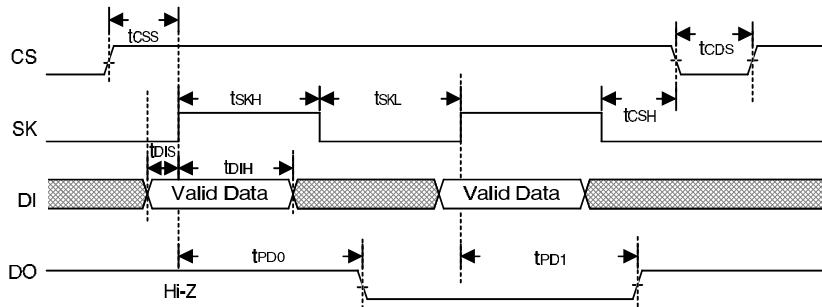 tCSS
tCDS
CS
tSKH
tSKL
tCSH
SK
tDIS
tDIH
DI
Valid Data
Valid Data
tPD0
tPD1
DO
Hi-Z